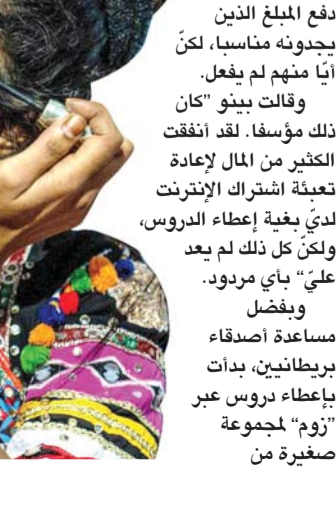 دفع المبلغ الذين
يجدونه مناسبا، لكنّ
أيّا منهم لم يفعل.
وقالت بينو ”كان
ذلك مؤسفا. لقد أنفقت
الكثير من المال لإعادة
تعبئة اشتراك الإنترنت
لديّ بغية إعطاء الدروس،
ولكنّ كل ذلك لم يعد
عليّ“ بأي مردود.
وبفضل
مساعدة أصدقاء
بريطانيين، بدأت
بإعطاء دروس عبر
”زوم“ لمجموعة
صغيرة من